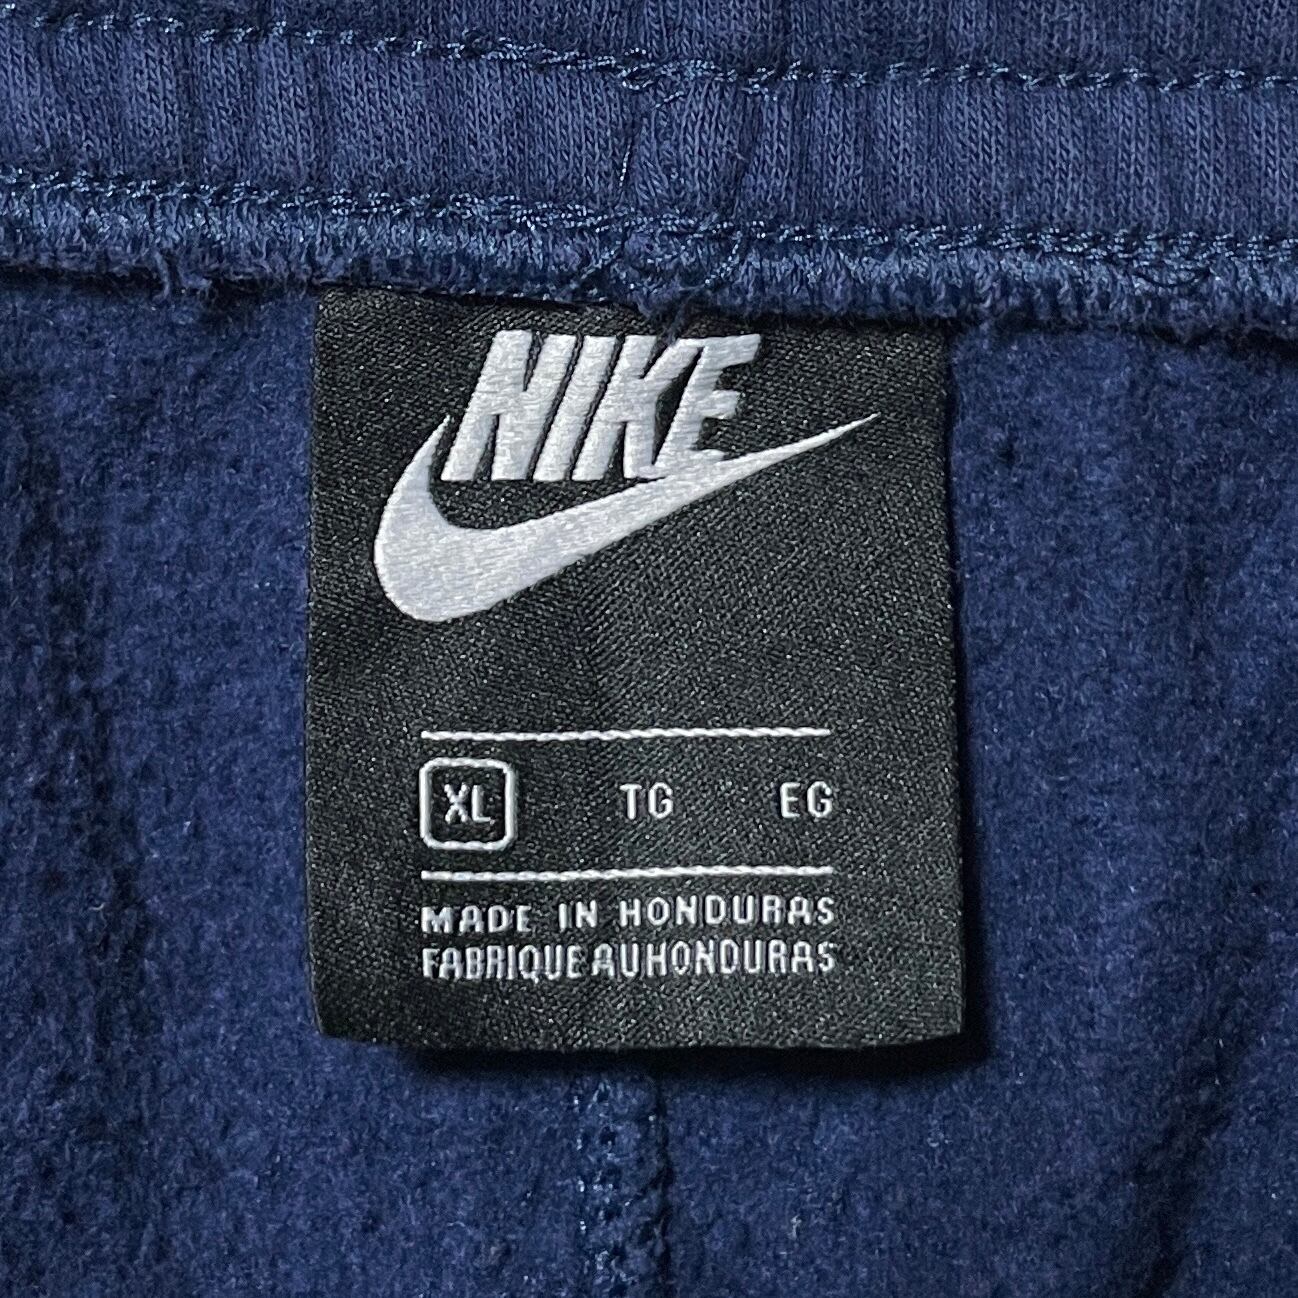 NIKE
XL TG EG
MADE IN HONDURAS
FABRIQUE AU HONDURAS